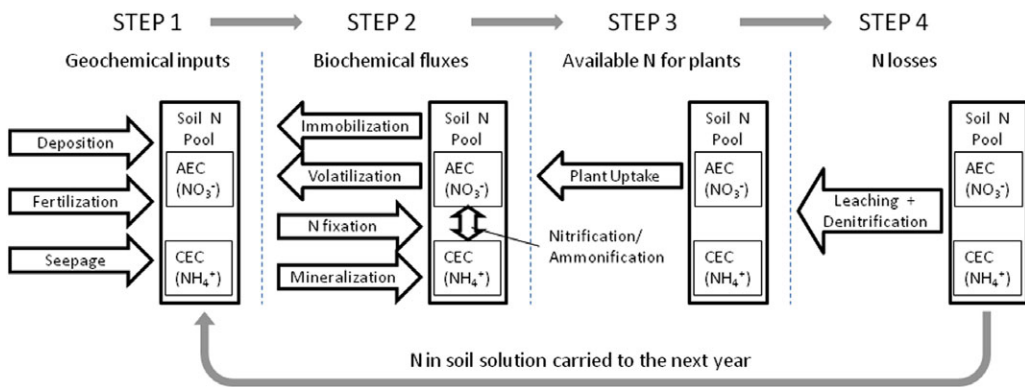 STEP 1
STEP 2
STEP 3
STEP 4
Geochemical inputs
Biochemical fluxes
Available N for plants
N losses
Deposition
Fertilization
Seepage
Soil N
Pool
AEC
(NO₃⁻)
CEC
(NH₄⁺)
Immobilization
Volatilization
N fixation
Mineralization
Soil N
Pool
AEC
(NO₃⁻)
CEC
(NH₄⁺)
Nitrification/
Ammonification
Plant Uptake
Soil N
Pool
AEC
(NO₃⁻)
CEC
(NH₄⁺)
Leaching +
Denitrification
Soil N
Pool
AEC
(NO₃⁻)
CEC
(NH₄⁺)
N in soil solution carried to the next year